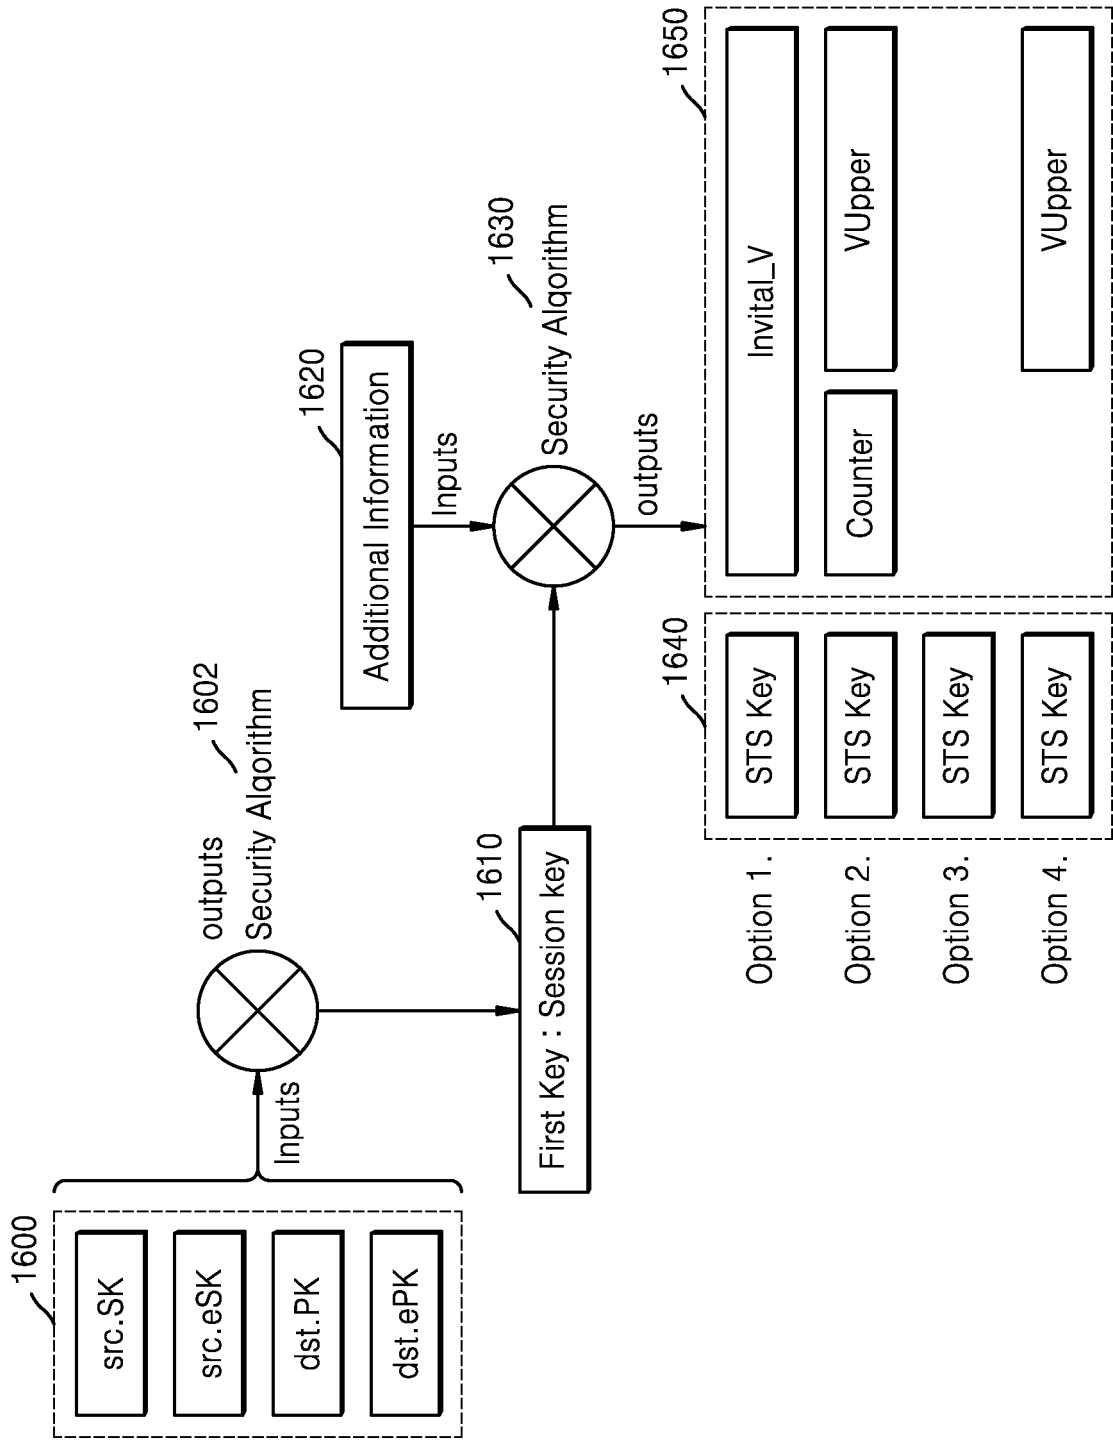 1600
src.SK
src.eSK
dst.PK
dst.ePK
Inputs
outputs
Security Alqorithm
1602
1610
First Key : Session key
1620
Additional Information
Inputs
1630
Security Alqorithm
outputs
1640
1650
Option 1.
STS Key
Invital_V
Option 2.
STS Key
Counter
VUpper
Option 3.
STS Key
Option 4.
STS Key
VUpper